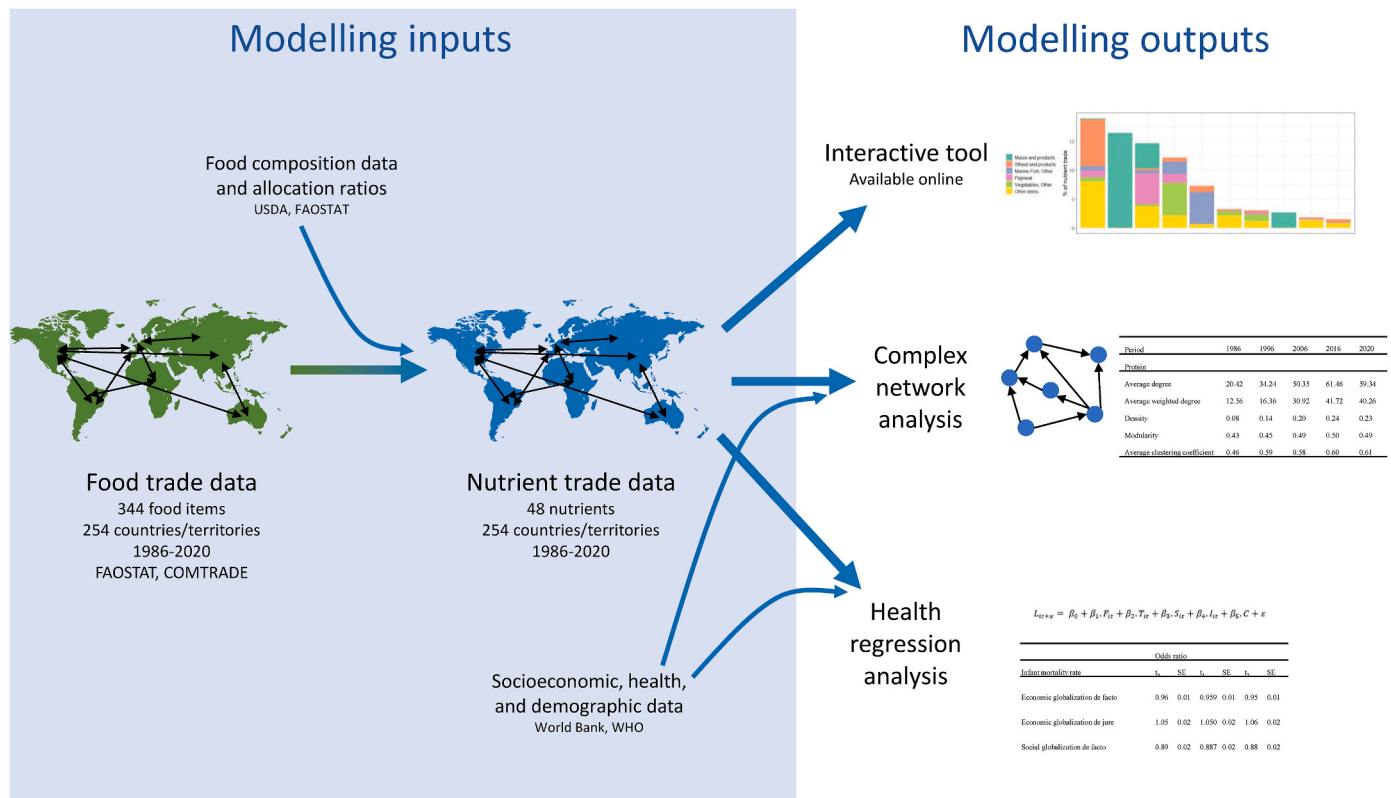 Modelling inputs
Modelling outputs
Food composition data
and allocation ratios
USDA, FAOSTAT
Food trade data
344 food items
254 countries/territories
1986-2020
FAOSTAT, COMTRADE
Nutrient trade data
48 nutrients
254 countries/territories
1986-2020
Socioeconomic, health,
and demographic data
World Bank, WHO
Interactive tool
Available online
Maize and products
Wheat and products
Marine Fish, Other
Pigmeat
Vegetables, Other
Other items
% of nutrient trade
15
10
5
0
Complex
network
analysis
Period 1986 1996 2006 2016 2020
Protein
Average degree 20.42 34.24 50.35 61.46 59.34
Average weighted degree 12.56 16.36 30.92 41.72 40.26
Density 0.08 0.14 0.20 0.24 0.23
Modularity 0.43 0.45 0.49 0.50 0.49
Average clustering coefficient 0.46 0.59 0.58 0.60 0.61
Health
regression
analysis
Odds ratio
Infant mortality rate SE SE SE
Economic globalization de facto 0.96 0.01 0.959 0.01 0.95 0.01
Economic globalization de jure 1.05 0.02 1.050 0.02 1.06 0.02
Social globalization de facto 0.89 0.02 0.887 0.02 0.88 0.02